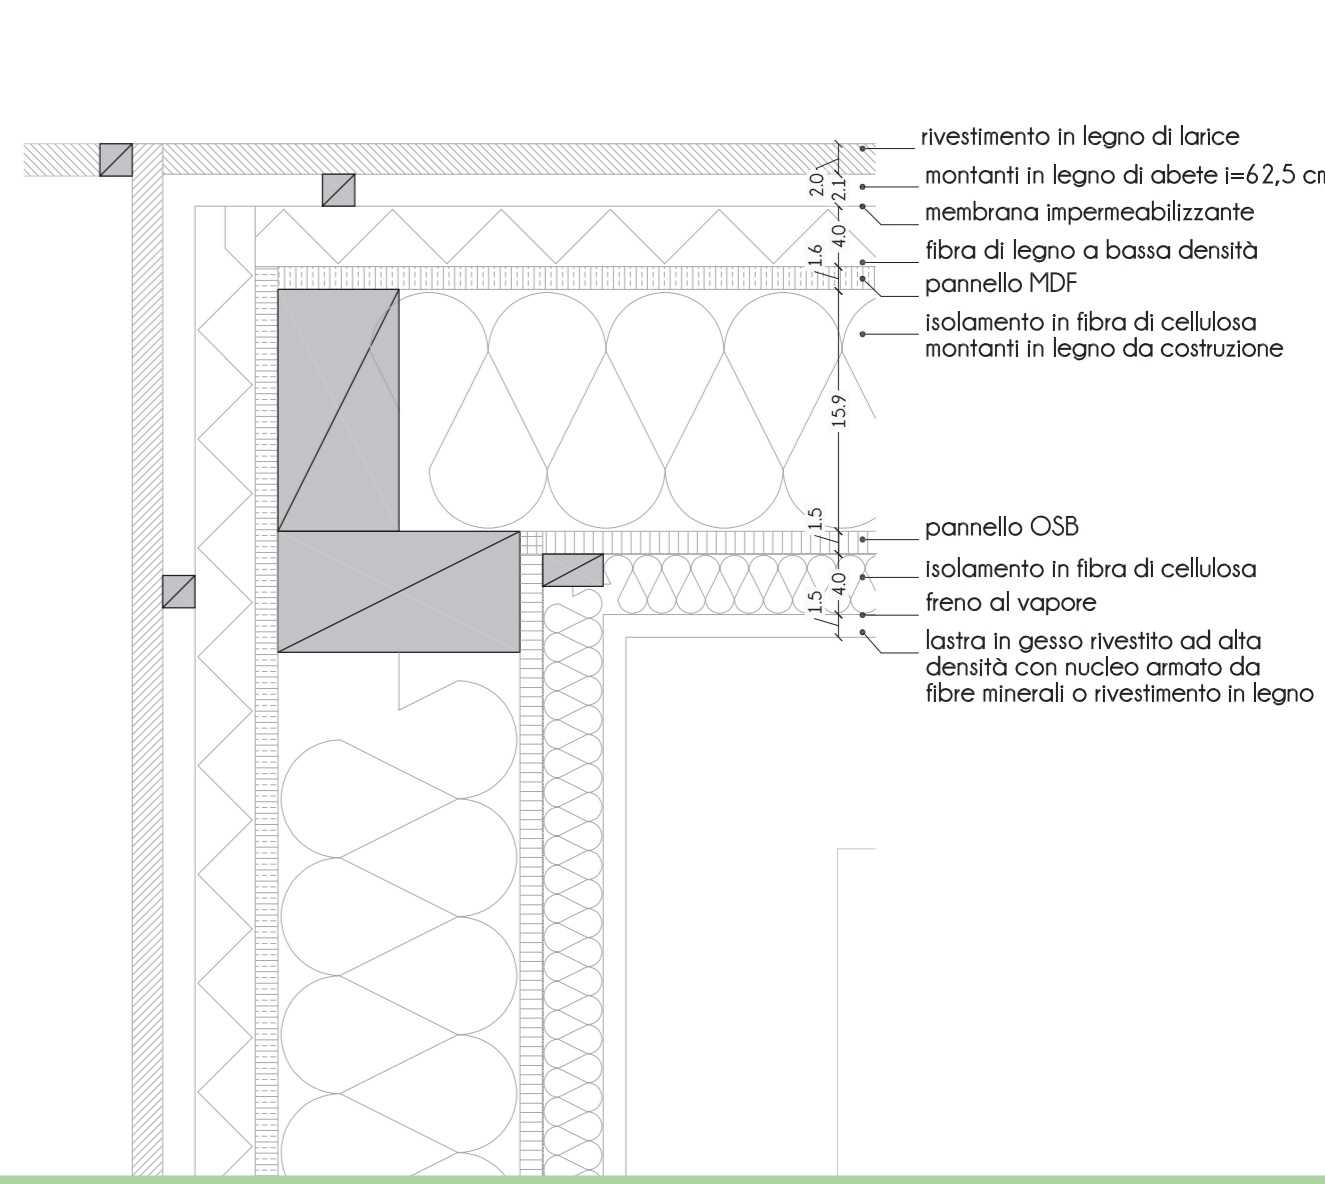 rivestimento in legno di larice
montanti in legno di abete i=62,5 cm
membrana impermeabilizzante
fibra di legno a bassa densità
pannello MDF
isolamento in fibra di cellulosa
montanti in legno da costruzione
pannello OSB
isolamento in fibra di cellulosa
freno al vapore
lastra in gesso rivestito ad alta
densità con nucleo armato da
fibre minerali o rivestimento in legno
2.0
2.1
4.0
1.6
15.9
1.5
4.0
1.5